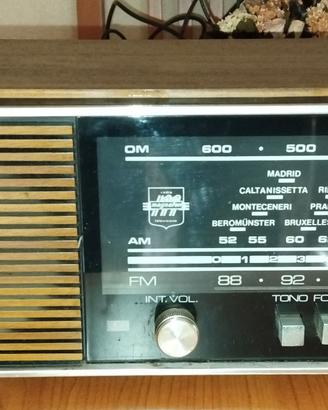 OM 600 · 500
MADRID
CALTANISSETTA
MONTECENERI
BEROMÜNSTER BRUXELLES
AM 52 55 60
0 1 2 3
FM 88 · 92 ·
INT. VOL. TONO